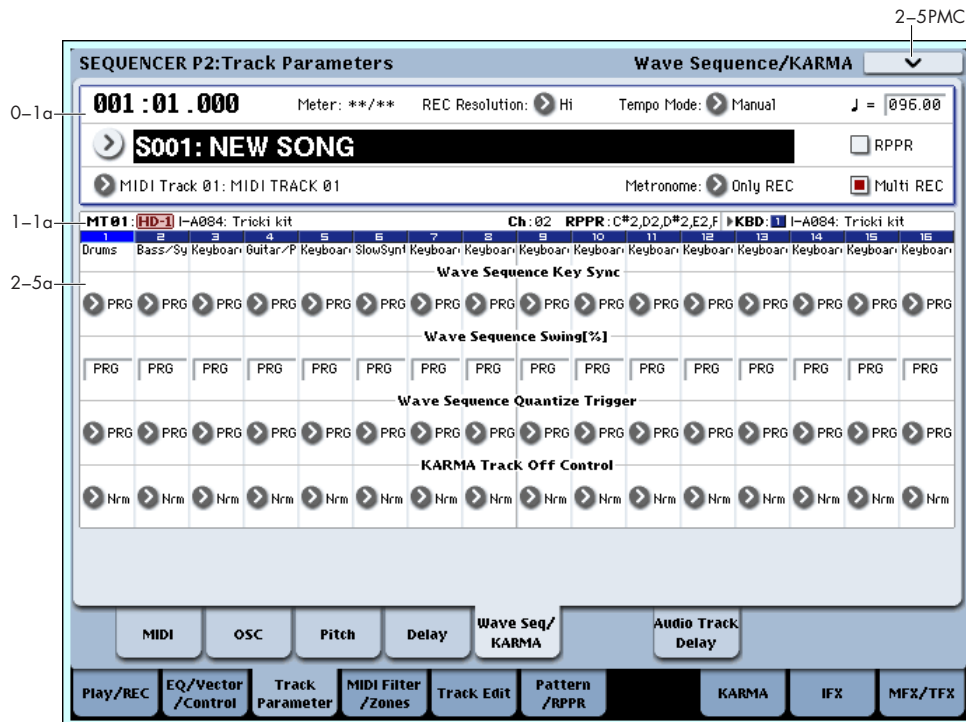 2–5PMC
SEQUENCER P2:Track Parameters Wave Sequence/KARMA
0–1a
001:01.000 Meter: **/** REC Resolution: Hi Tempo Mode: Manual ♩ = 096.00
S001: NEW SONG RPPR
MIDI Track 01: MIDI TRACK 01 Metronome: Only REC Multi REC
1–1a
MT01: HD-1 I-A084: Tricki kit Ch:02 RPPR:C#2,D2,D#2,E2,F KBD: 1 I-A084: Tricki kit
1 2 3 4 5 6 7 8 9 10 11 12 13 14 15 16
Drums Bass/Sy Keyboar Guitar/P Keyboar SlowSynt Keyboar Keyboar Keyboar Keyboar Keyboar Keyboar Keyboar Keyboar Keyboar Keyboar
2–5a
Wave Sequence Key Sync
PRG PRG PRG PRG PRG PRG PRG PRG PRG PRG PRG PRG PRG PRG PRG PRG
Wave Sequence Swing[%]
PRG PRG PRG PRG PRG PRG PRG PRG PRG PRG PRG PRG PRG PRG PRG PRG
Wave Sequence Quantize Trigger
PRG PRG PRG PRG PRG PRG PRG PRG PRG PRG PRG PRG PRG PRG PRG PRG
KARMA Track Off Control
Nrm Nrm Nrm Nrm Nrm Nrm Nrm Nrm Nrm Nrm Nrm Nrm Nrm Nrm Nrm Nrm
MIDI OSC Pitch Delay Wave Seq/ KARMA Audio Track Delay
Play/REC EQ/Vector /Control Track Parameter MIDI Filter /Zones Track Edit Pattern /RPPR KARMA IFX MFX/TFX